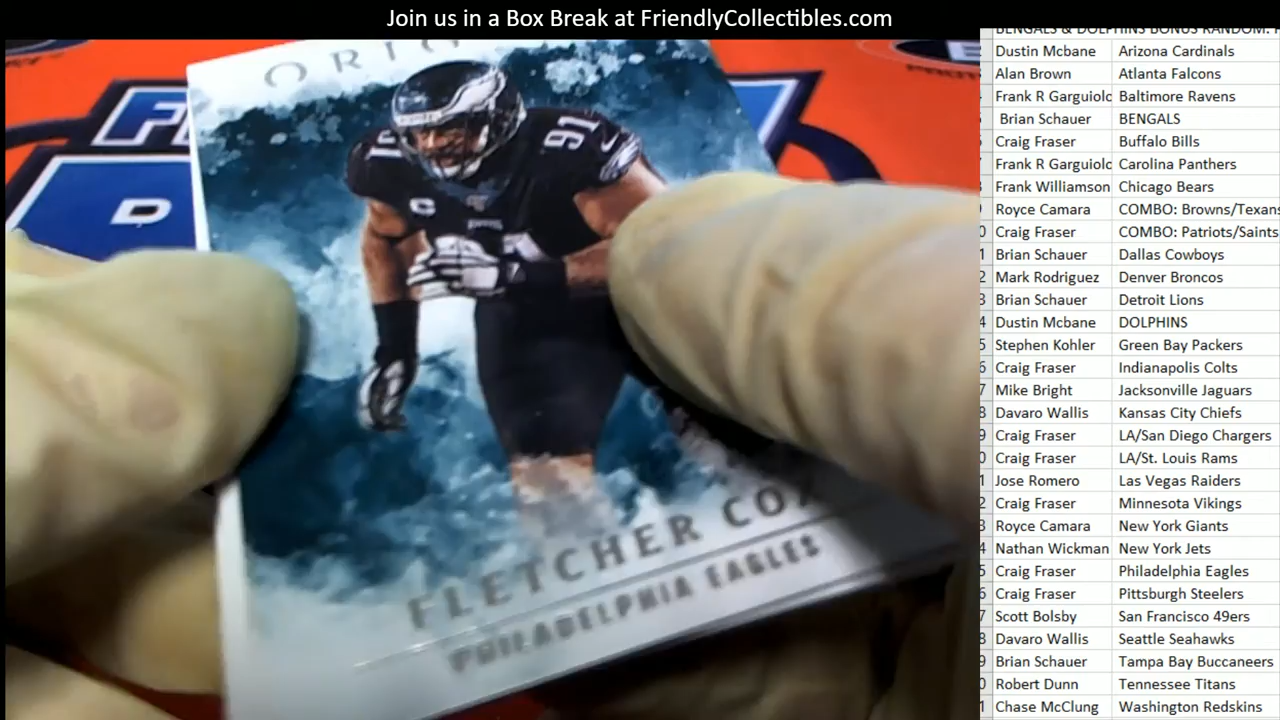 Join us in a Box Break at FriendlyCollectibles.com
BENGALS & DOLPHINS BONUS RANDOM:
Dustin Mcbane Arizona Cardinals
Alan Brown Atlanta Falcons
Frank R Garguiolo Baltimore Ravens
Brian Schauer BENGALS
Craig Fraser Buffalo Bills
Frank R Garguiolo Carolina Panthers
Frank Williamson Chicago Bears
Royce Camara COMBO: Browns/Texans
Craig Fraser COMBO: Patriots/Saints
Brian Schauer Dallas Cowboys
Mark Rodriguez Denver Broncos
Brian Schauer Detroit Lions
Dustin Mcbane DOLPHINS
Stephen Kohler Green Bay Packers
Craig Fraser Indianapolis Colts
Mike Bright Jacksonville Jaguars
Davaro Wallis Kansas City Chiefs
Craig Fraser LA/San Diego Chargers
Craig Fraser LA/St. Louis Rams
Jose Romero Las Vegas Raiders
Craig Fraser Minnesota Vikings
Royce Camara New York Giants
Nathan Wickman New York Jets
Craig Fraser Philadelphia Eagles
Craig Fraser Pittsburgh Steelers
Scott Bolsby San Francisco 49ers
Davaro Wallis Seattle Seahawks
Brian Schauer Tampa Bay Buccaneers
Robert Dunn Tennessee Titans
Chase McClung Washington Redskins
ORIG
91
91
C
FLETCHER COX
PHILADELPHIA EAGLES